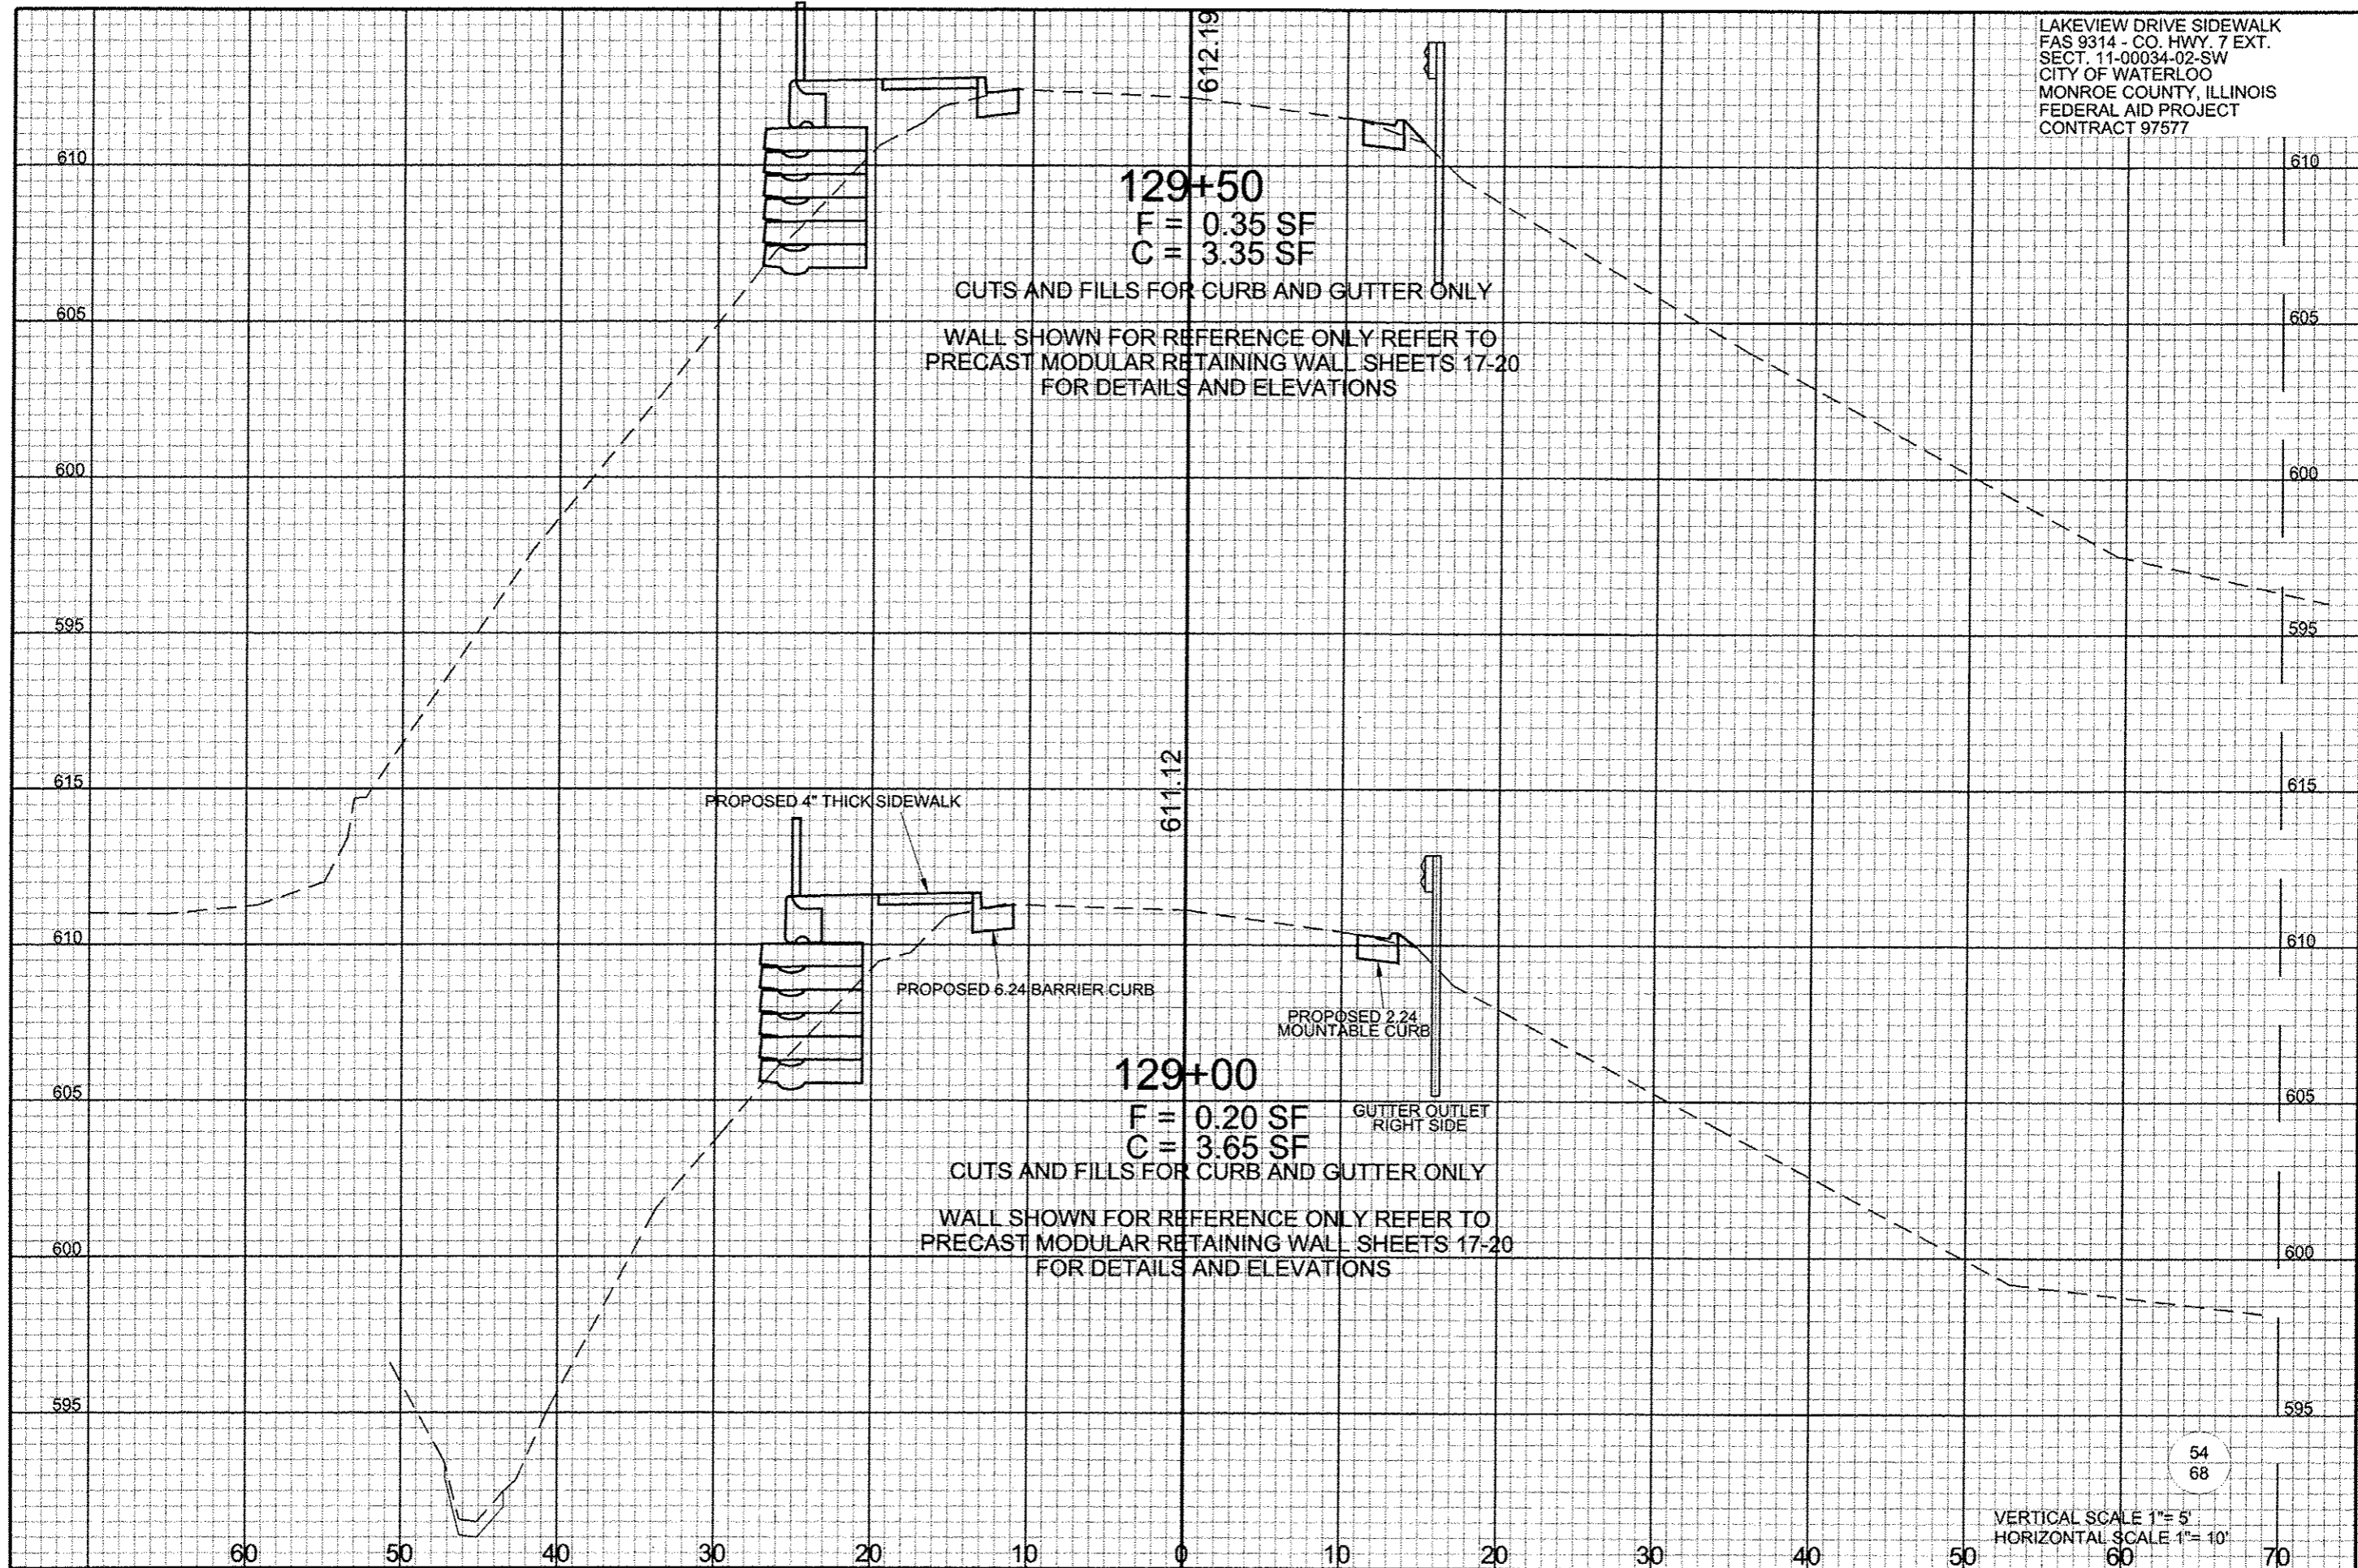 LAKEVIEW DRIVE SIDEWALK
FAS 9314 - CO. HWY. 7 EXT.
SECT. 11-00034-02-SW
CITY OF WATERLOO
MONROE COUNTY, ILLINOIS
FEDERAL AID PROJECT
CONTRACT 97577
612.19
610
610
129+50
F = 0.35 SF
C = 3.35 SF
CUTS AND FILLS FOR CURB AND GUTTER ONLY
605
605
WALL SHOWN FOR REFERENCE ONLY REFER TO
PRECAST MODULAR RETAINING WALL SHEETS 17-20
FOR DETAILS AND ELEVATIONS
600
600
595
595
611.12
615
615
PROPOSED 4" THICK SIDEWALK
610
610
PROPOSED 6.24 BARRIER CURB
PROPOSED 2.24
MOUNTABLE CURB
129+00
605
605
F = 0.20 SF
C = 3.65 SF
GUTTER OUTLET
RIGHT SIDE
CUTS AND FILLS FOR CURB AND GUTTER ONLY
WALL SHOWN FOR REFERENCE ONLY REFER TO
PRECAST MODULAR RETAINING WALL SHEETS 17-20
FOR DETAILS AND ELEVATIONS
600
600
595
595
54
68
VERTICAL SCALE 1"= 5'
HORIZONTAL SCALE 1"= 10'
60 50 40 30 20 10 0 10 20 30 40 50 60 70